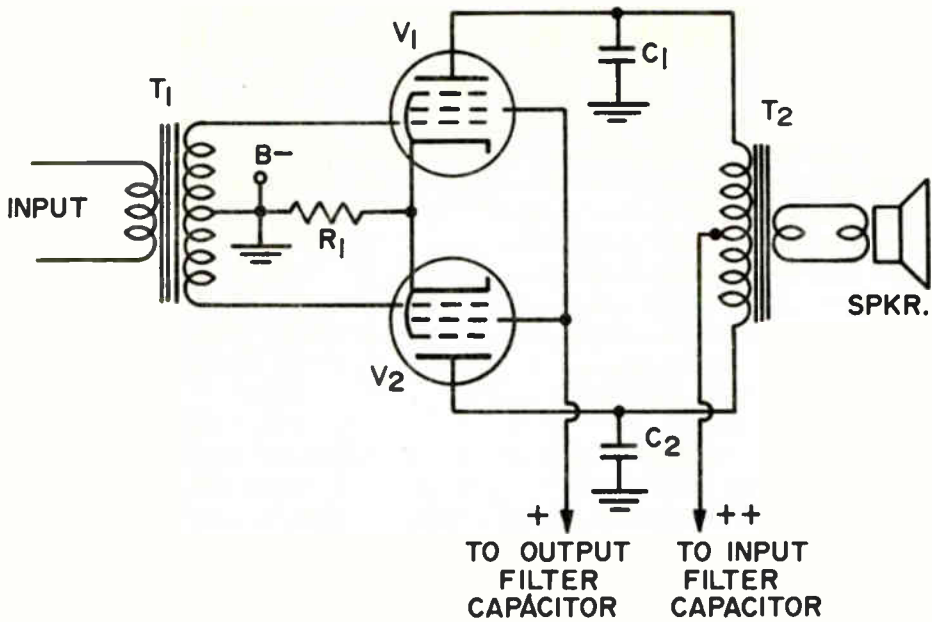 V1
C1
T1
T2
B-
INPUT
R1
SPKR.
V2
C2
+
++
TO OUTPUT
FILTER
CAPACITOR
TO INPUT
FILTER
CAPACITOR